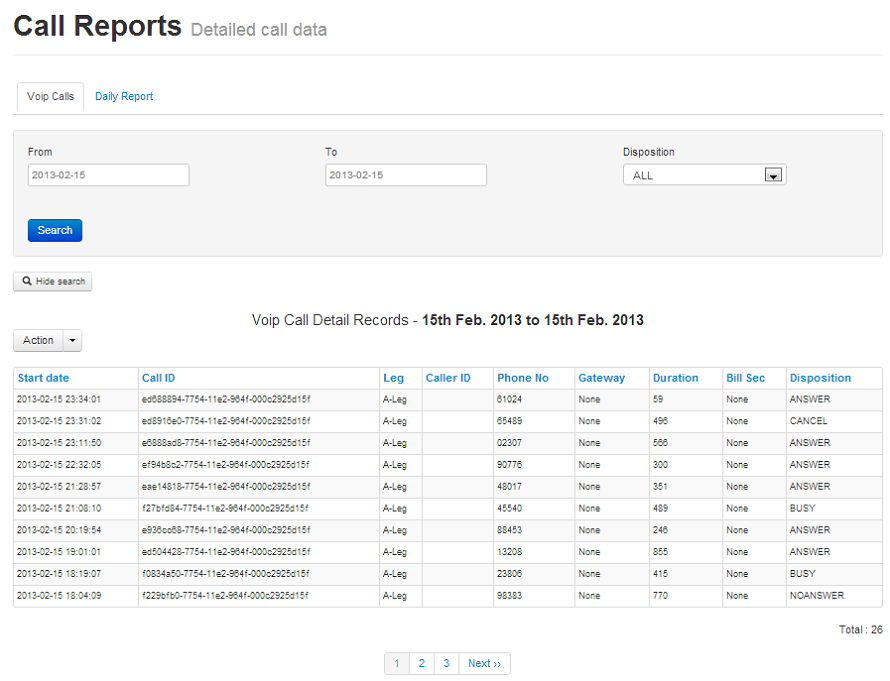 Call Reports Detailed call data
Voip Calls Daily Report
From To Disposition
2013-02-15 2013-02-15 ALL
Search
Hide search
Voip Call Detail Records - 15th Feb. 2013 to 15th Feb. 2013
Action
Start date Call ID Leg Caller ID Phone No Gateway Duration Bill Sec Disposition
2013-02-15 23:34:01 ed688894-7754-11e2-964f-000c2925d15f A-Leg 61024 None 59 None ANSWER
2013-02-15 23:31:02 ed8916e0-7754-11e2-964f-000c2925d15f A-Leg 65489 None 496 None CANCEL
2013-02-15 23:11:50 e6888ad8-7754-11e2-964f-000c2925d15f A-Leg 02307 None 566 None ANSWER
2013-02-15 22:32:05 ef94b8c2-7754-11e2-964f-000c2925d15f A-Leg 90776 None 300 None ANSWER
2013-02-15 21:28:57 eae14818-7754-11e2-964f-000c2925d15f A-Leg 48017 None 351 None ANSWER
2013-02-15 21:08:10 f27bfd84-7754-11e2-964f-000c2925d15f A-Leg 45540 None 489 None BUSY
2013-02-15 20:19:54 e936cc68-7754-11e2-964f-000c2925d15f A-Leg 88453 None 246 None ANSWER
2013-02-15 19:01:01 ed504428-7754-11e2-964f-000c2925d15f A-Leg 13208 None 855 None ANSWER
2013-02-15 18:19:07 f0834a50-7754-11e2-964f-000c2925d15f A-Leg 23806 None 415 None BUSY
2013-02-15 18:04:09 f229bfb0-7754-11e2-964f-000c2925d15f A-Leg 98383 None 770 None NOANSWER
Total : 26
1 2 3 Next ››